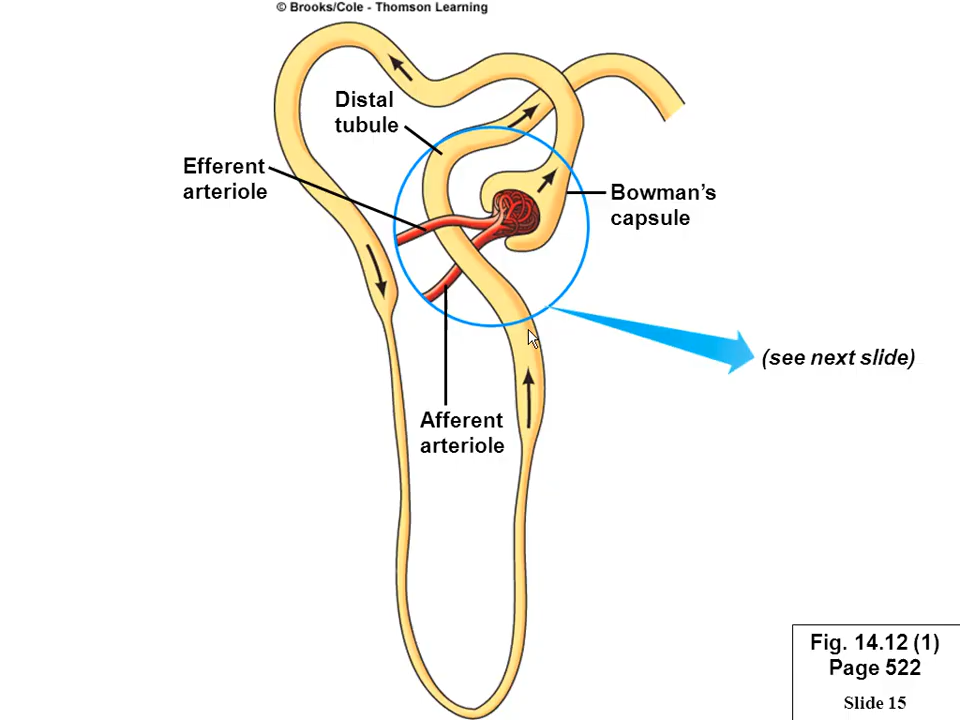 © Brooks/Cole - Thomson Learning
Distal
tubule
Efferent
arteriole
Bowman’s
capsule
(see next slide)
Afferent
arteriole
Fig. 14.12 (1)
Page 522
Slide 15